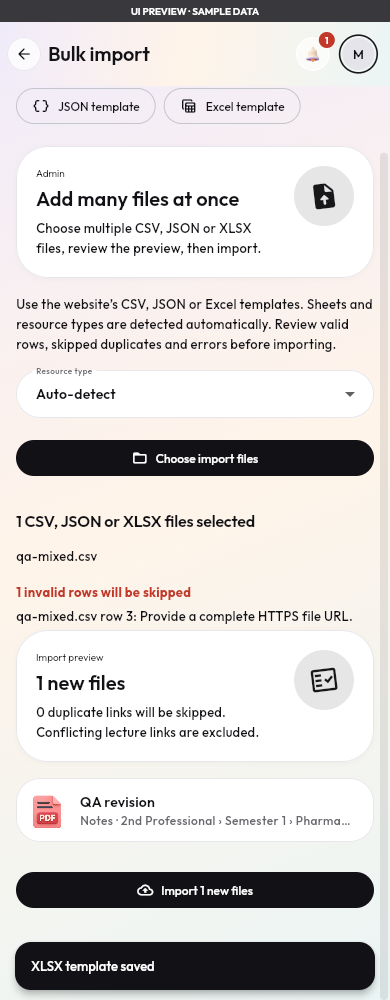 UI PREVIEW · SAMPLE DATA
Bulk import
1
M
JSON template
Excel template
Admin
Add many files at once
Choose multiple CSV, JSON or XLSX
files, review the preview, then import.
Use the website's CSV, JSON or Excel templates. Sheets and
resource types are detected automatically. Review valid
rows, skipped duplicates and errors before importing.
Resource type
Auto-detect
Choose import files
1 CSV, JSON or XLSX files selected
qa-mixed.csv
1 invalid rows will be skipped
qa-mixed.csv row 3: Provide a complete HTTPS file URL.
Import preview
1 new files
0 duplicate links will be skipped.
Conflicting lecture links are excluded.
PDF
QA revision
Notes · 2nd Professional › Semester 1 › Pharma...
Import 1 new files
XLSX template saved